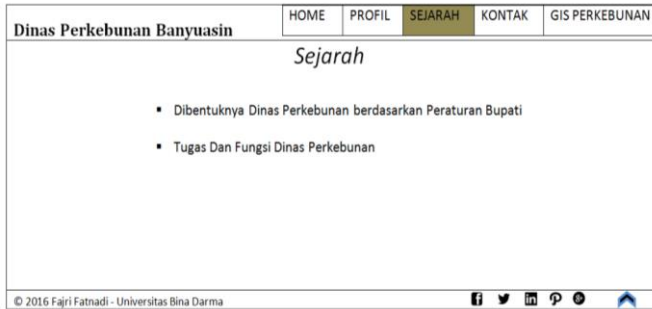 Dinas Perkebunan Banyuasin
HOME PROFIL SEJARAH KONTAK GIS PERKEBUNAN
Sejarah
▪ Dibentuknya Dinas Perkebunan berdasarkan Peraturan Bupati
▪ Tugas Dan Fungsi Dinas Perkebunan
© 2016 Fajri Fatnadi - Universitas Bina Darma